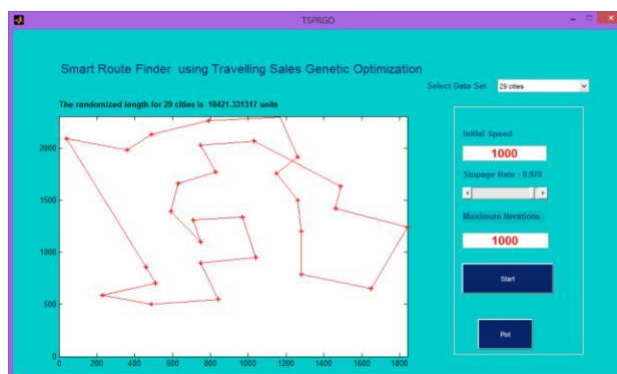 TSPRGO
Smart Route Finder using Travelling Sales Genetic Optimization
Select Data Set 29 cities
The randomized length for 29 cities is 10421.331317 units
Initial Speed
1000
Stopage Rate : 0.970
Maximum Iterations
1000
Start
Plot
2000
1500
1000
500
0
0 200 400 600 800 1000 1200 1400 1600 1800